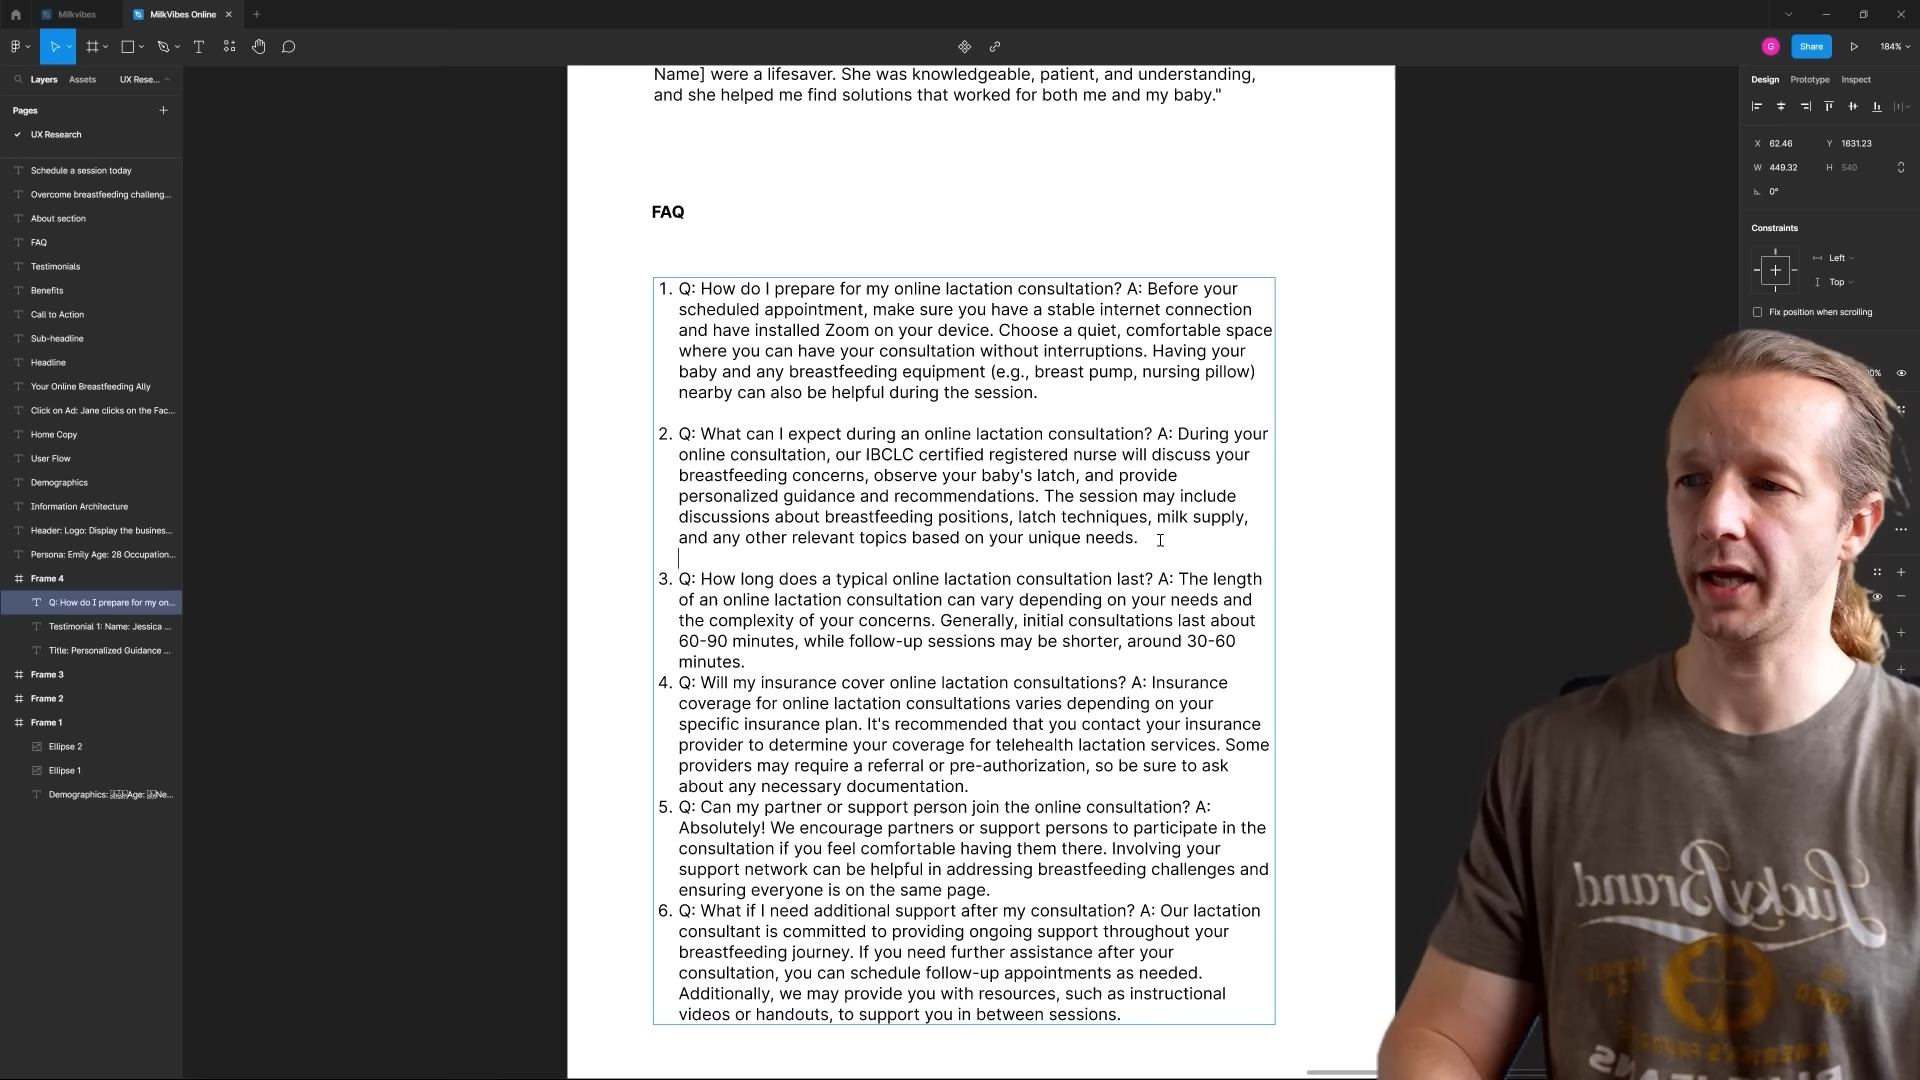 Milkvibes
MilkVibes Online
Share
184%
Layers
Assets
UX Rese...
Pages
UX Research
Schedule a session today
Overcome breastfeeding challeng...
About section
FAQ
Testimonials
Benefits
Call to Action
Sub-headline
Headline
Your Online Breastfeeding Ally
Click on Ad: Jane clicks on the Fac...
Home Copy
User Flow
Demographics
Information Architecture
Header: Logo: Display the busines...
Persona: Emily Age: 28 Occupation...
Frame 4
Q: How do I prepare for my on...
Testimonial 1: Name: Jessica ...
Title: Personalized Guidance ...
Frame 3
Frame 2
Frame 1
Ellipse 2
Ellipse 1
Name] were a lifesaver. She was knowledgeable, patient, and understanding,
and she helped me find solutions that worked for both me and my baby."
FAQ
1. Q: How do I prepare for my online lactation consultation? A: Before your
scheduled appointment, make sure you have a stable internet connection
and have installed Zoom on your device. Choose a quiet, comfortable space
where you can have your consultation without interruptions. Having your
baby and any breastfeeding equipment (e.g., breast pump, nursing pillow)
nearby can also be helpful during the session.
2. Q: What can I expect during an online lactation consultation? A: During your
online consultation, our IBCLC certified registered nurse will discuss your
breastfeeding concerns, observe your baby's latch, and provide
personalized guidance and recommendations. The session may include
discussions about breastfeeding positions, latch techniques, milk supply,
and any other relevant topics based on your unique needs.
3. Q: How long does a typical online lactation consultation last? A: The length
of an online lactation consultation can vary depending on your needs and
the complexity of your concerns. Generally, initial consultations last about
60-90 minutes, while follow-up sessions may be shorter, around 30-60
minutes.
4. Q: Will my insurance cover online lactation consultations? A: Insurance
coverage for online lactation consultations varies depending on your
specific insurance plan. It's recommended that you contact your insurance
provider to determine your coverage for telehealth lactation services. Some
providers may require a referral or pre-authorization, so be sure to ask
about any necessary documentation.
5. Q: Can my partner or support person join the online consultation? A:
Absolutely! We encourage partners or support persons to participate in the
consultation if you feel comfortable having them there. Involving your
support network can be helpful in addressing breastfeeding challenges and
ensuring everyone is on the same page.
6. Q: What if I need additional support after my consultation? A: Our lactation
consultant is committed to providing ongoing support throughout your
breastfeeding journey. If you need further assistance after your
consultation, you can schedule follow-up appointments as needed.
Additionally, we may provide you with resources, such as instructional
videos or handouts, to support you in between sessions.
G
Design
Prototype
Inspect
X 62.46 Y 1631.23
W 449.32 H 540
0°
Constraints
Left
Top
Fix position when scrolling
Lucky Brand